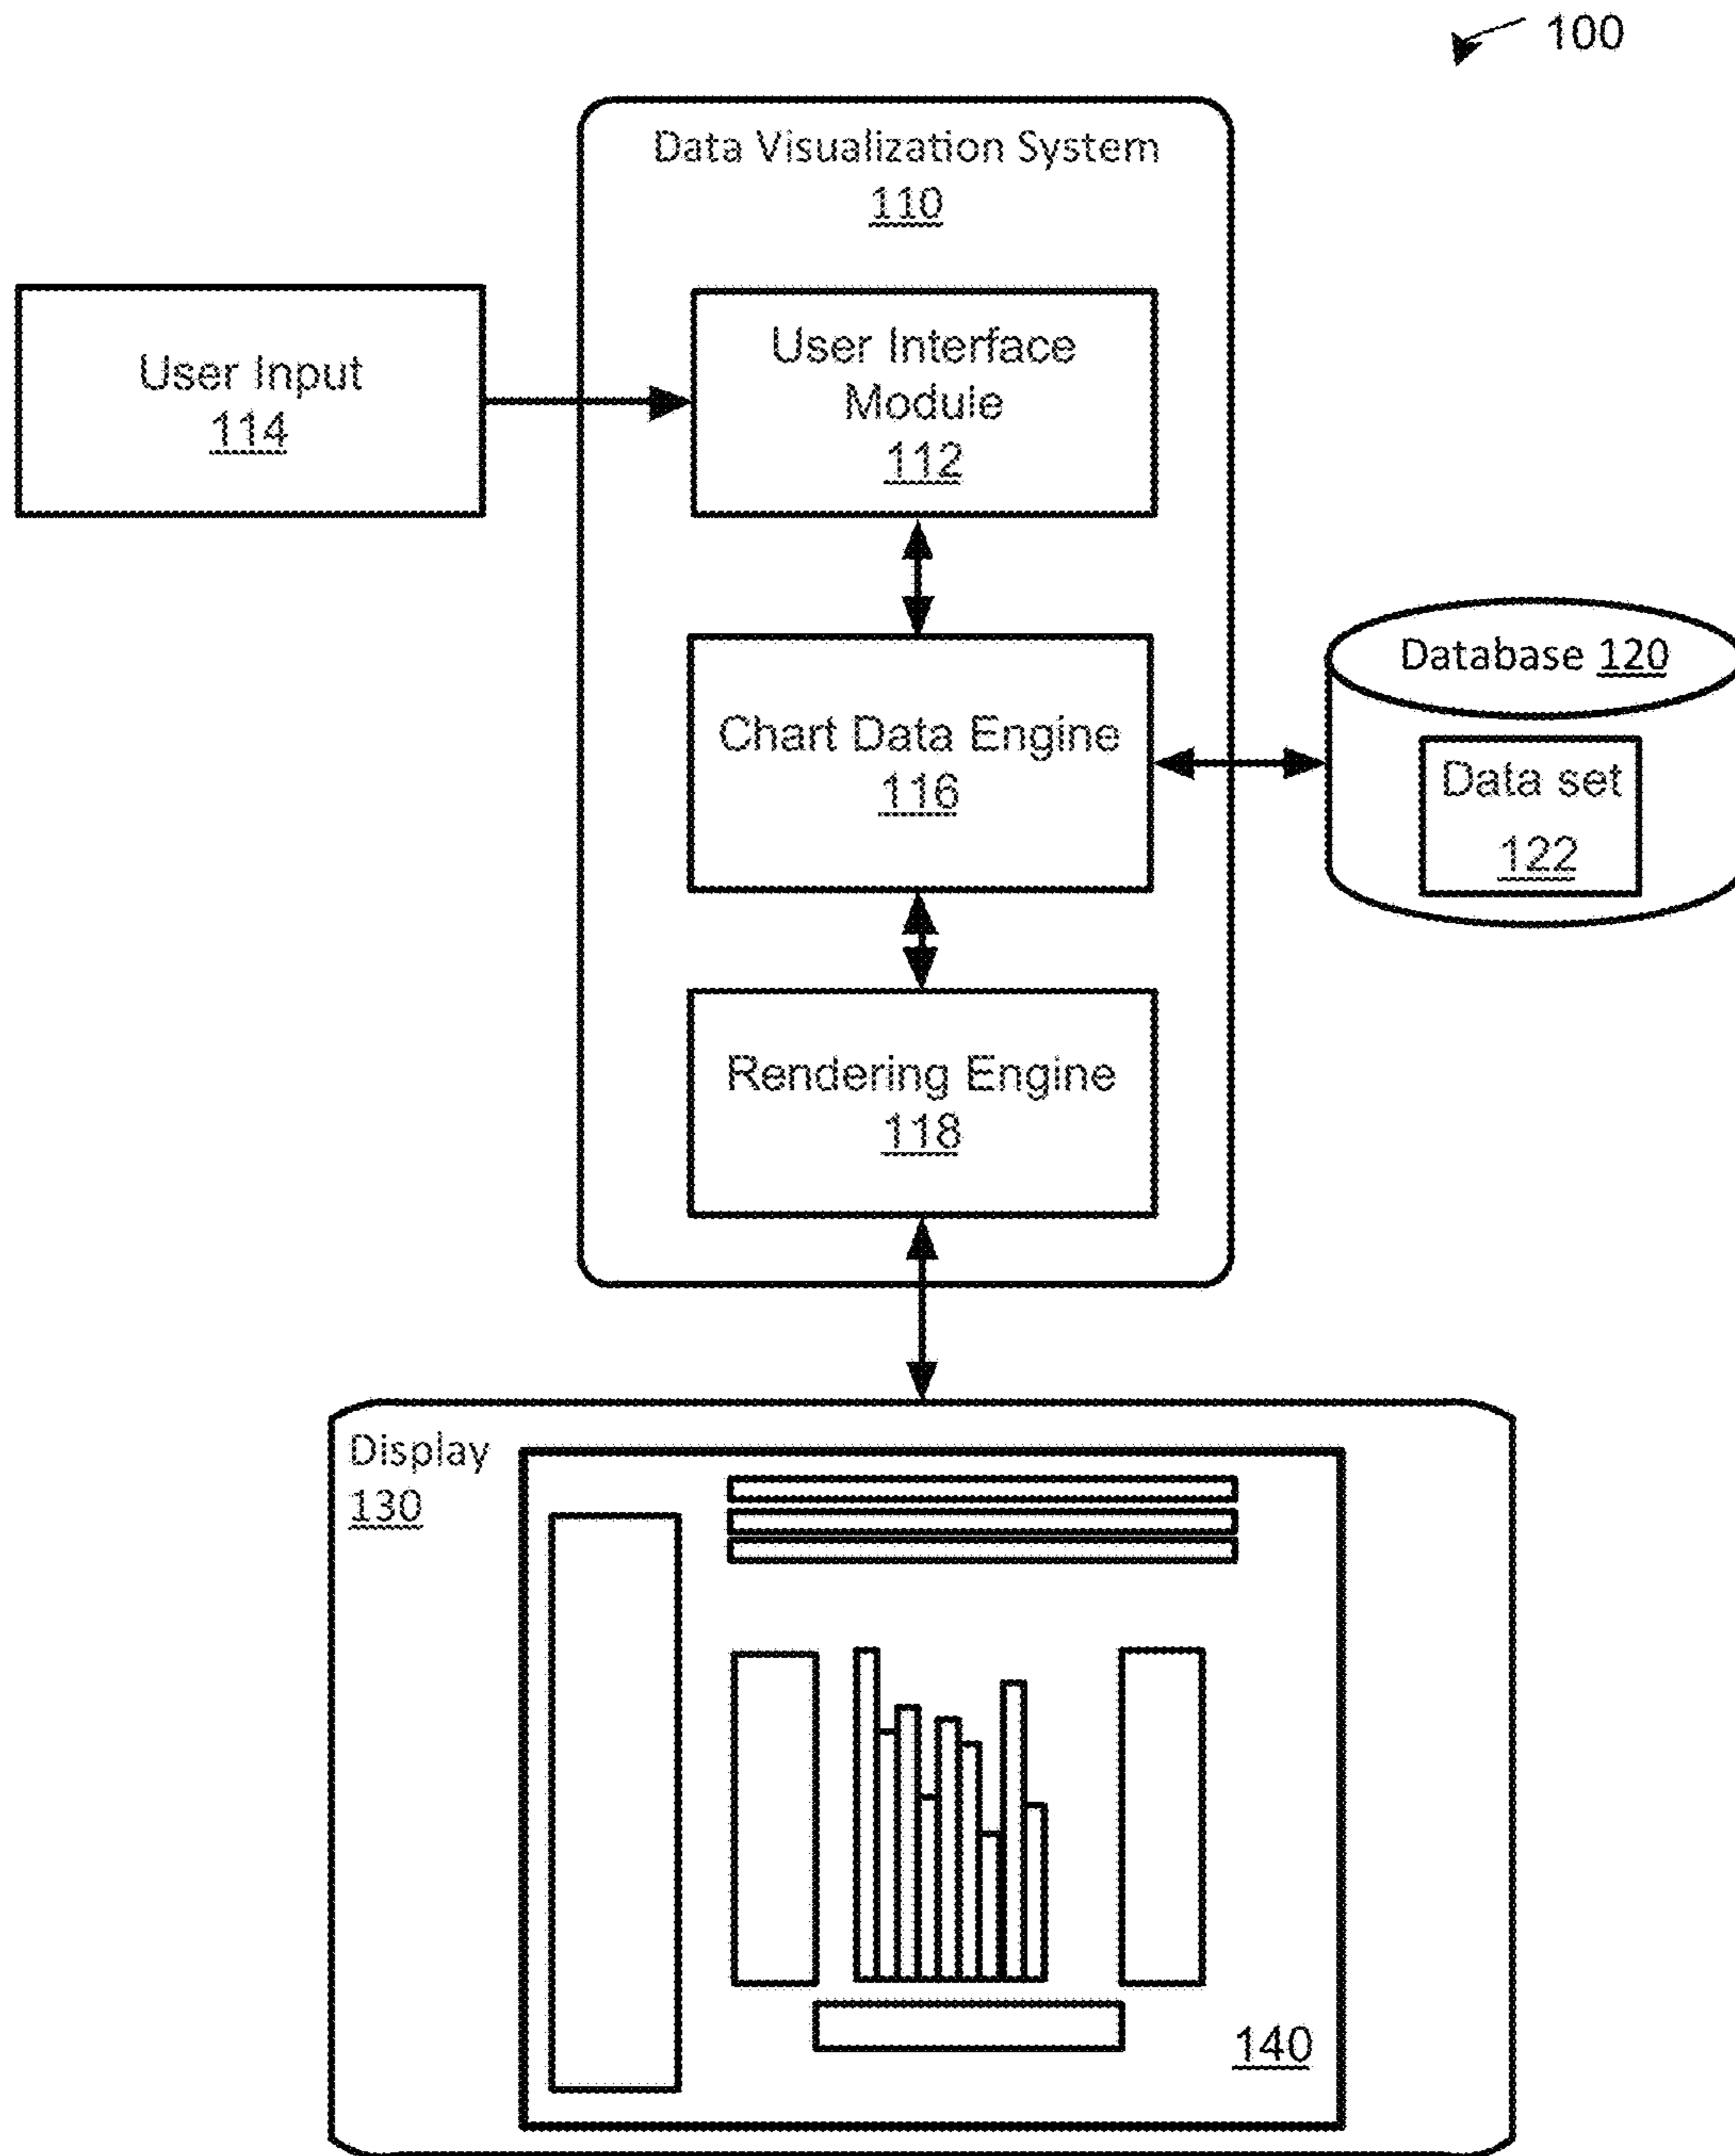 100
Data Visualization System
110
User Input
114
User Interface
Module
112
Chart Data Engine
116
Database 120
Data set
122
Rendering Engine
118
Display
130
140